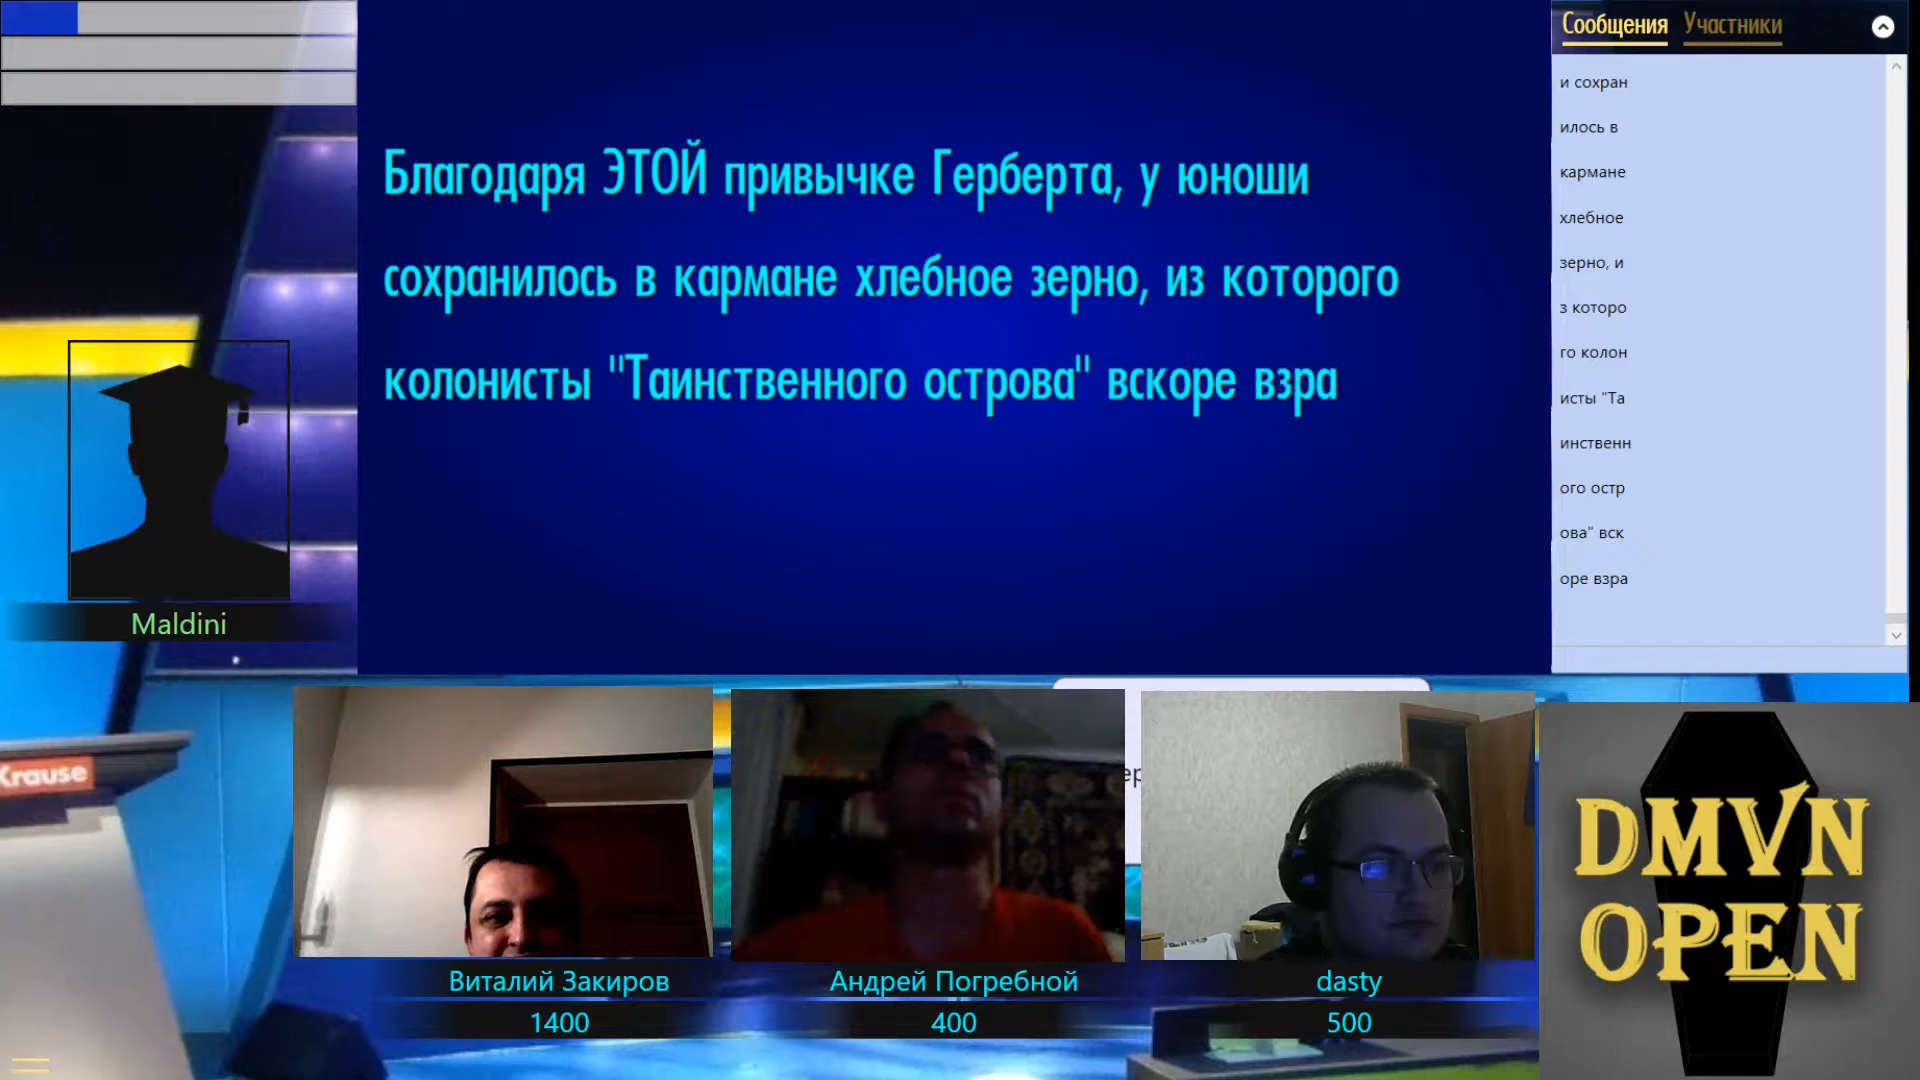 Сообщения Участники
Благодаря ЭТОЙ привычке Герберта, у юноши
сохранилось в кармане хлебное зерно, из которого
колонисты "Таинственного острова" вскоре взра
и сохран
илось в
кармане
хлебное
зерно, и
з которо
го колон
исты "Та
инственн
ого остр
ова" вск
оре взра
Maldini
Krause
ер
Виталий Закиров
1400
Андрей Погребной
400
dasty
500
DMVN
OPEN